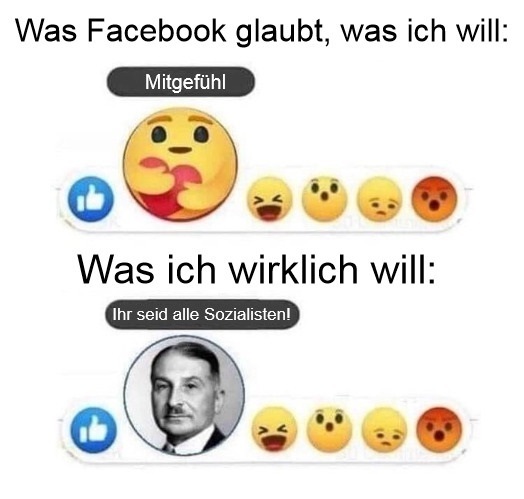 Was Facebook glaubt, was ich will:
Mitgefühl
Was ich wirklich will:
Ihr seid alle Sozialisten!